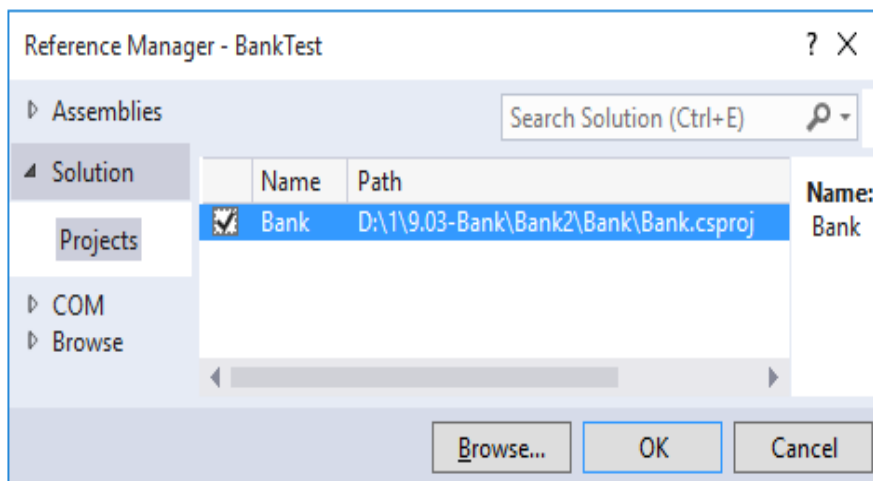 Reference Manager - BankTest
?
Assemblies
Search Solution (Ctrl+E)
Solution
Projects
COM
Browse
Name Path
Bank D:\1\9.03-Bank\Bank2\Bank\Bank.csproj
Name:
Bank
Browse...
OK
Cancel